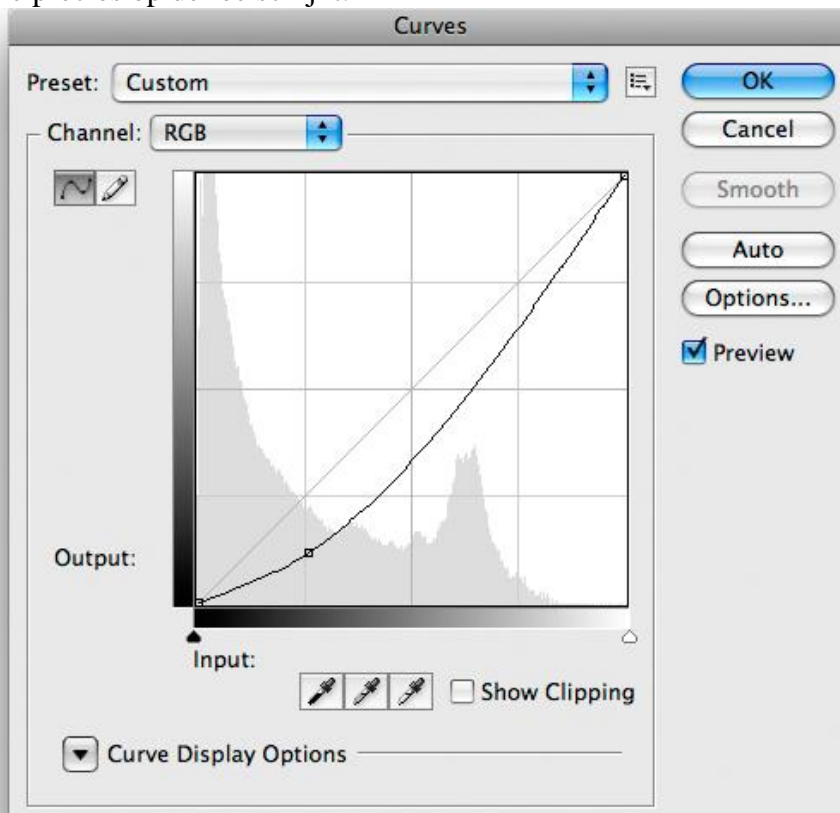 Curves
Preset: Custom
OK
Channel: RGB
Cancel
Smooth
Auto
Options...
Preview
Output:
Input:
Show Clipping
Curve Display Options